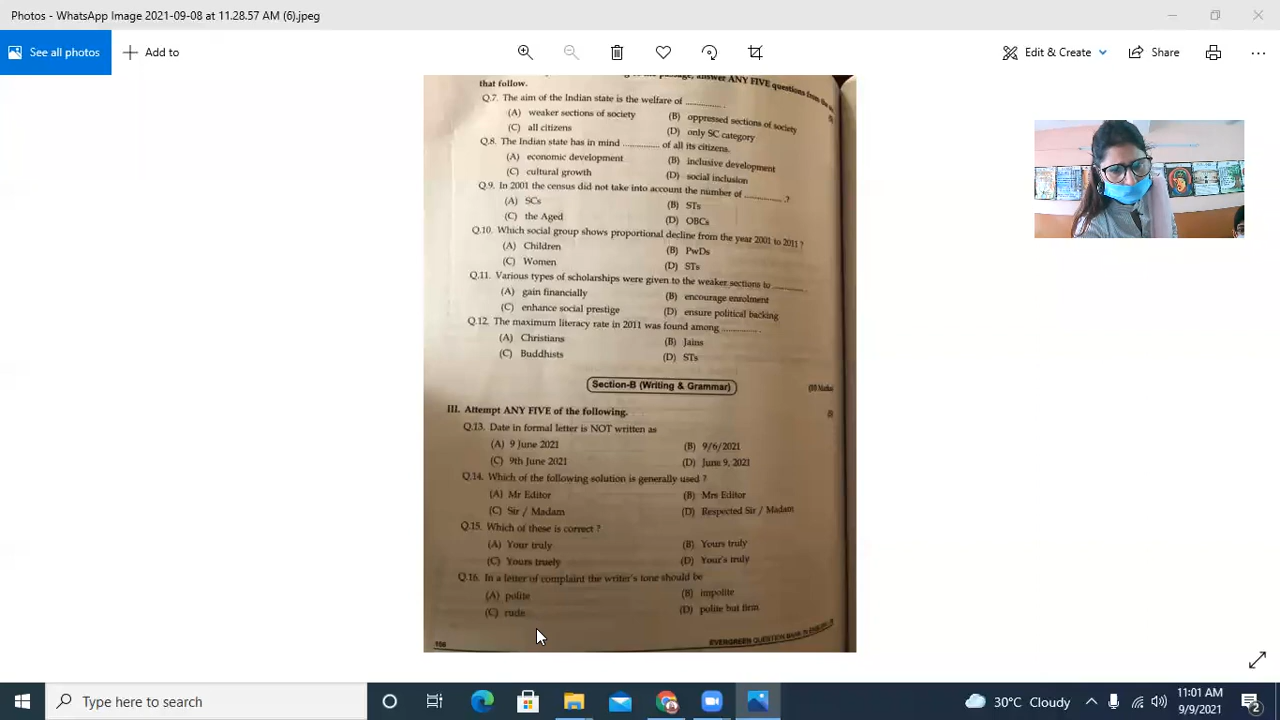 Photos - WhatsApp Image 2021-09-08 at 11.28.57 AM (6).jpeg
See all photos
Add to
Edit & Create
Share
passage, answer ANY FIVE questions from the
that follow.
Q.7. The aim of the Indian state is the welfare of ............ .
(A) weaker sections of society (B) oppressed sections of society
(C) all citizens (D) only SC category
Q.8. The Indian state has in mind ............ of all its citizens.
(A) economic development (B) inclusive development
(C) cultural growth (D) social inclusion
Q.9. In 2001 the census did not take into account the number of ............ ?
(A) SCs (B) STs
(C) the Aged (D) OBCs
Q.10. Which social group shows proportional decline from the year 2001 to 2011 ?
(A) Children (B) PwDs
(C) Women (D) STs
Q.11. Various types of scholarships were given to the weaker sections to ............
(A) gain financially (B) encourage enrolment
(C) enhance social prestige (D) ensure political backing
Q.12. The maximum literacy rate in 2011 was found among ............ .
(A) Christians (B) Jains
(C) Buddhists (D) STs
Section-B (Writing & Grammar)
III. Attempt ANY FIVE of the following.
Q.13. Date in formal letter is NOT written as
(A) 9 June 2021 (B) 9/6/2021
(C) 9th June 2021 (D) June 9, 2021
Q.14. Which of the following solution is generally used ?
(A) Mr Editor (B) Mrs Editor
(C) Sir / Madam (D) Respected Sir / Madam
Q.15. Which of these is correct ?
(A) Your truly (B) Yours truly
(C) Yours truely (D) Your's truly
Q.16. In a letter of complaint the writer's tone should be
(A) polite (B) impolite
(C) rude (D) polite but firm
EVERGREEN QUESTION BANK IN ENGLISH
Type here to search
30°C Cloudy
11:01 AM
9/9/2021
2